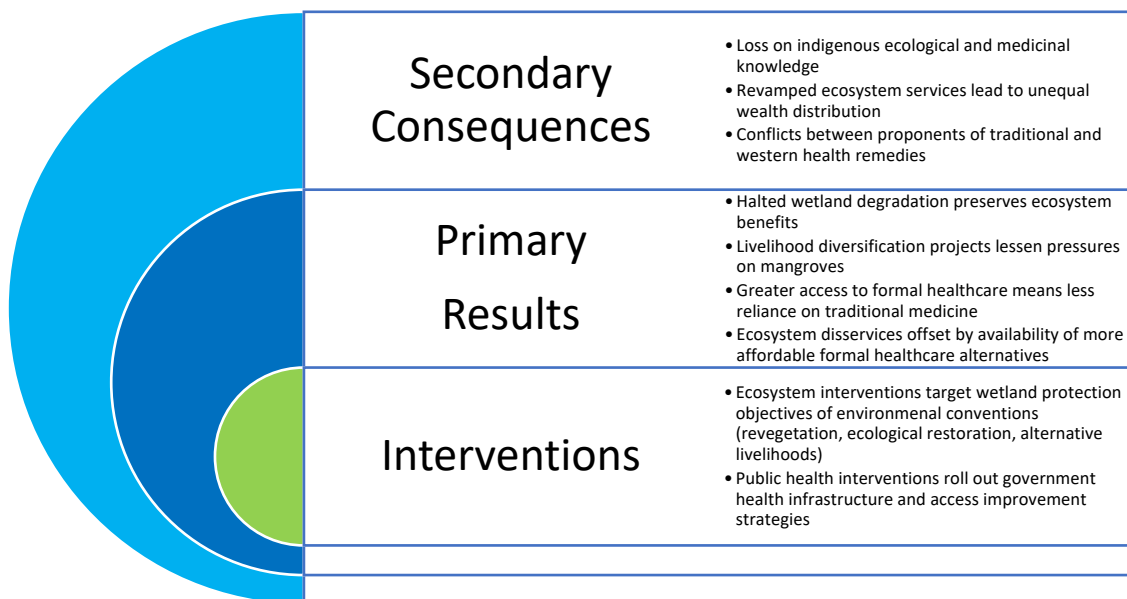 Secondary
Consequences
• Loss on indigenous ecological and medicinal
knowledge
• Revamped ecosystem services lead to unequal
wealth distribution
• Conflicts between proponents of traditional and
western health remedies
Primary
Results
• Halted wetland degradation preserves ecosystem
benefits
• Livelihood diversification projects lessen pressures
on mangroves
• Greater access to formal healthcare means less
reliance on traditional medicine
• Ecosystem disservices offset by availability of more
affordable formal healthcare alternatives
Interventions
• Ecosystem interventions target wetland protection
objectives of environmenal conventions
(revegetation, ecological restoration, alternative
livelihoods)
• Public health interventions roll out government
health infrastructure and access improvement
strategies